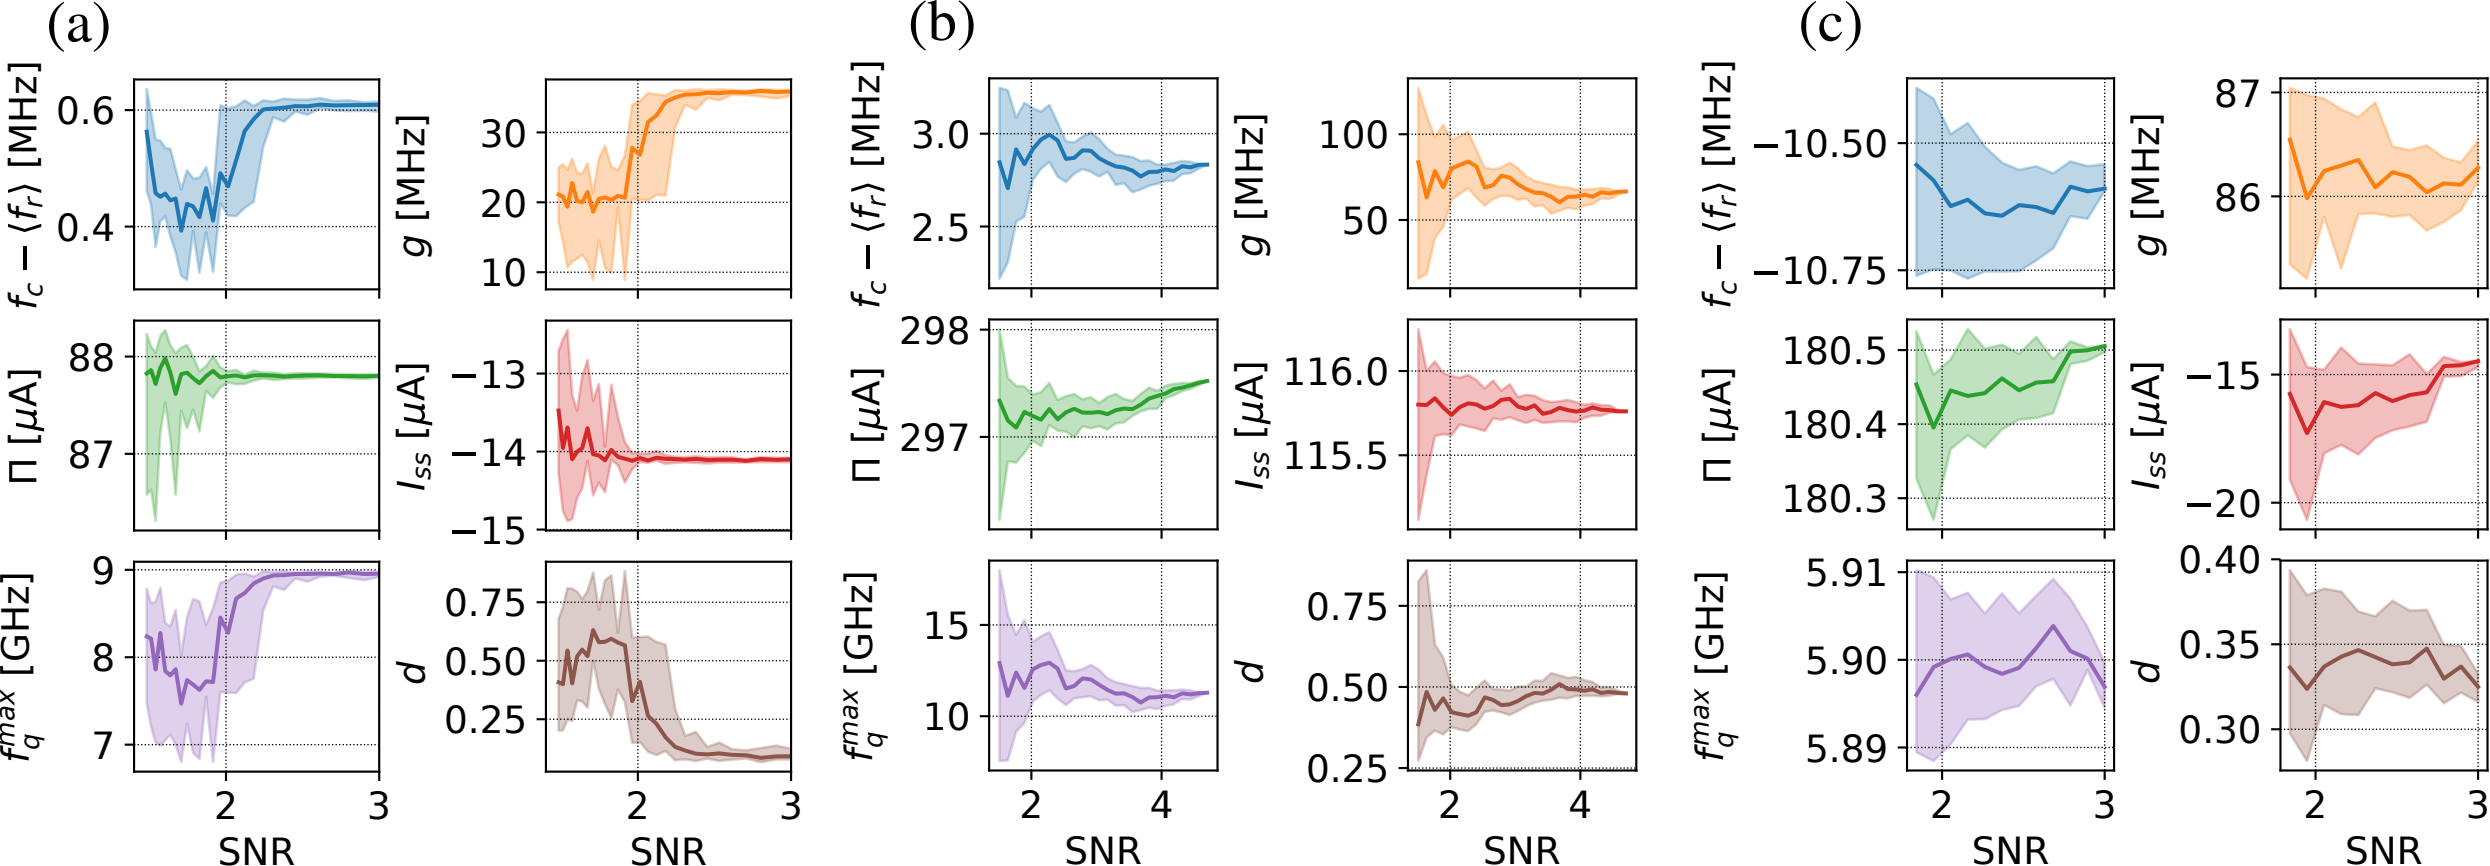 (a)
f_c − ⟨f_r⟩ [MHz]
0.6
0.4
g [MHz]
30
20
10
Π [μA]
88
87
I_ss [μA]
−13
−14
−15
f_q^max [GHz]
9
8
7
2
3
SNR
d
0.75
0.50
0.25
2
3
SNR
(b)
f_c − ⟨f_r⟩ [MHz]
3.0
2.5
g [MHz]
100
50
Π [μA]
298
297
I_ss [μA]
116.0
115.5
f_q^max [GHz]
15
10
2
4
SNR
d
0.75
0.50
0.25
2
4
SNR
(c)
f_c − ⟨f_r⟩ [MHz]
−10.50
−10.75
g [MHz]
87
86
Π [μA]
180.5
180.4
180.3
I_ss [μA]
−15
−20
f_q^max [GHz]
5.91
5.90
5.89
2
3
SNR
d
0.40
0.35
0.30
2
3
SNR